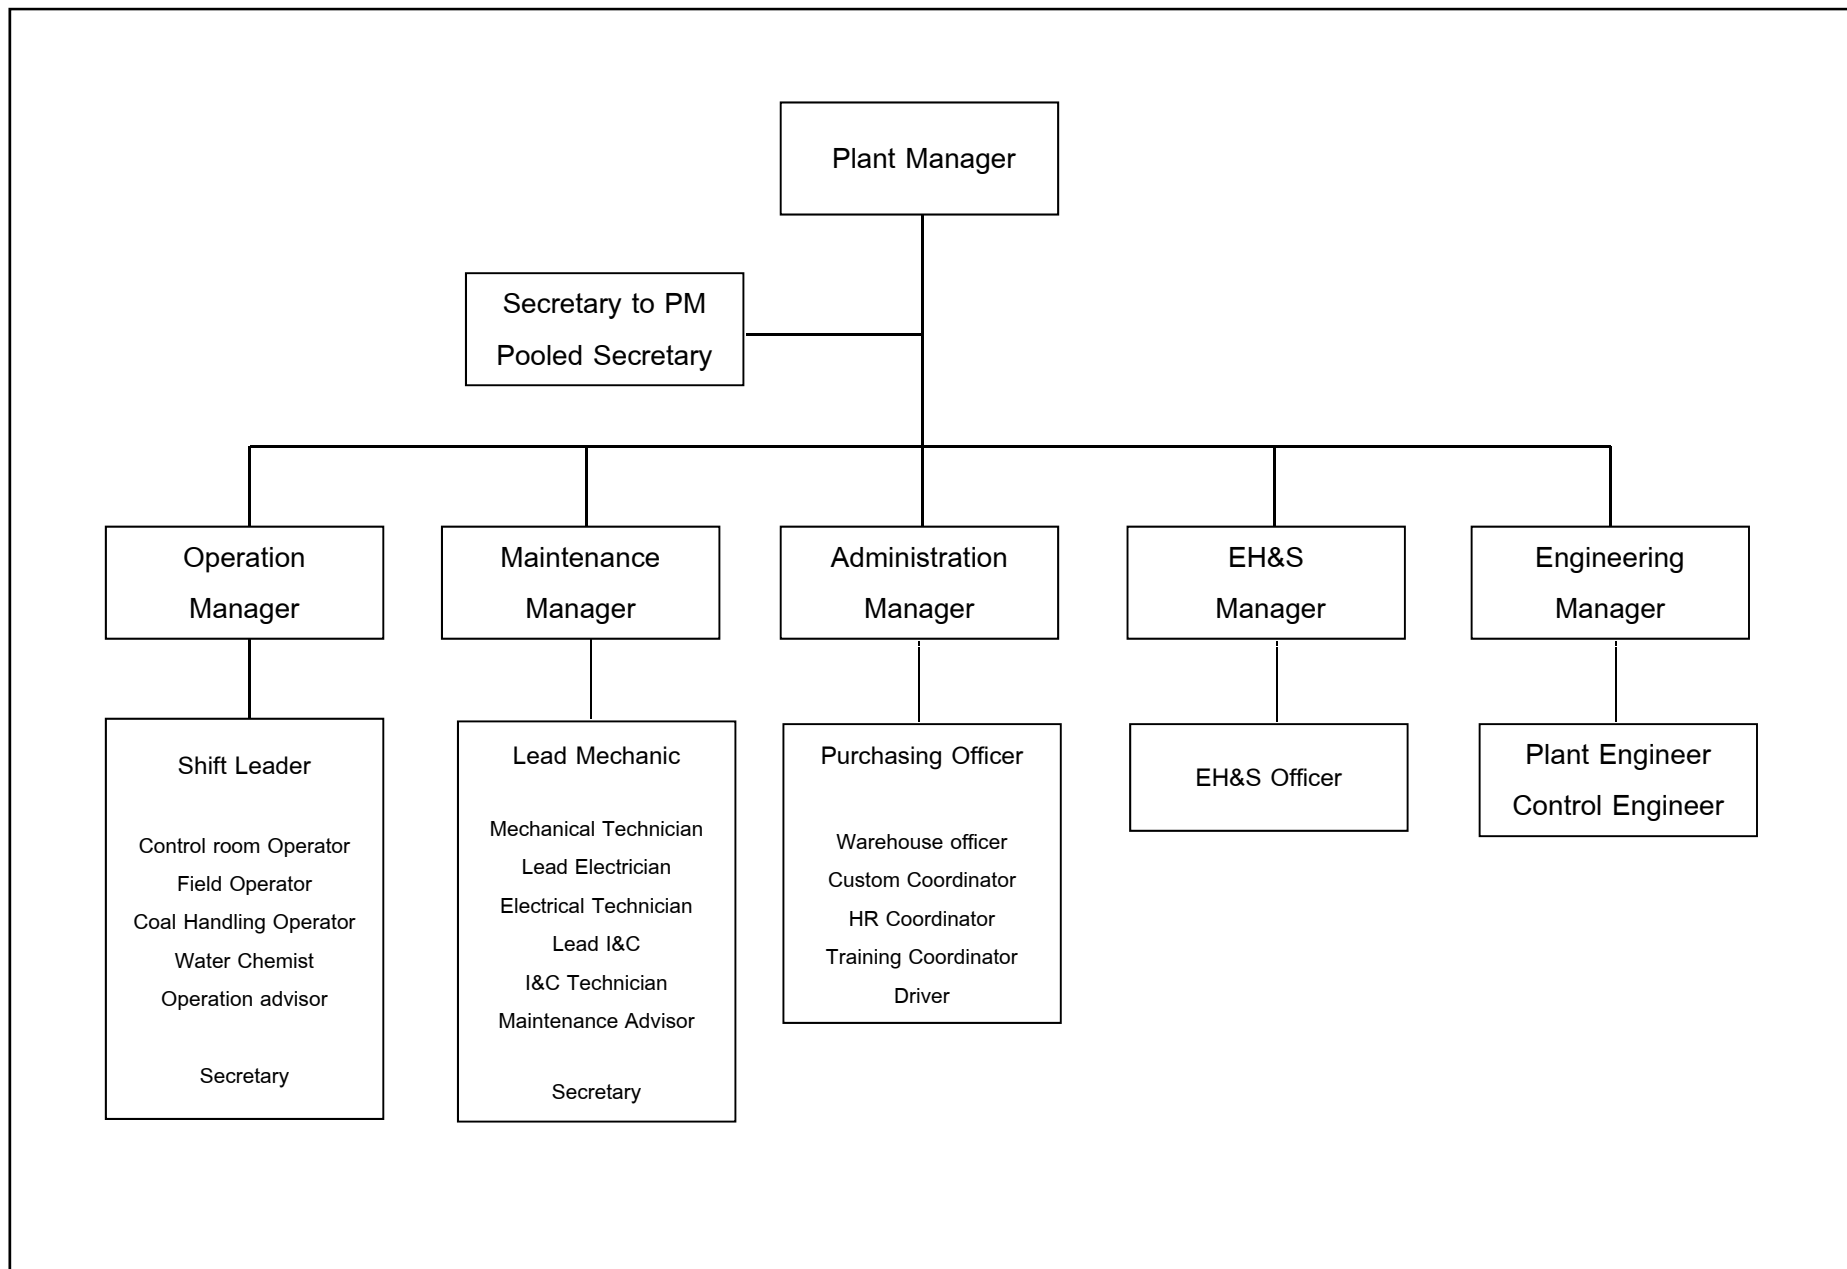 Plant Manager
Secretary to PM
Pooled Secretary
Operation
Manager
Maintenance
Manager
Administration
Manager
EH&S
Manager
Engineering
Manager
Shift Leader
Control room Operator
Field Operator
Coal Handling Operator
Water Chemist
Operation advisor
Secretary
Lead Mechanic
Mechanical Technician
Lead Electrician
Electrical Technician
Lead I&C
I&C Technician
Maintenance Advisor
Secretary
Purchasing Officer
Warehouse officer
Custom Coordinator
HR Coordinator
Training Coordinator
Driver
EH&S Officer
Plant Engineer
Control Engineer